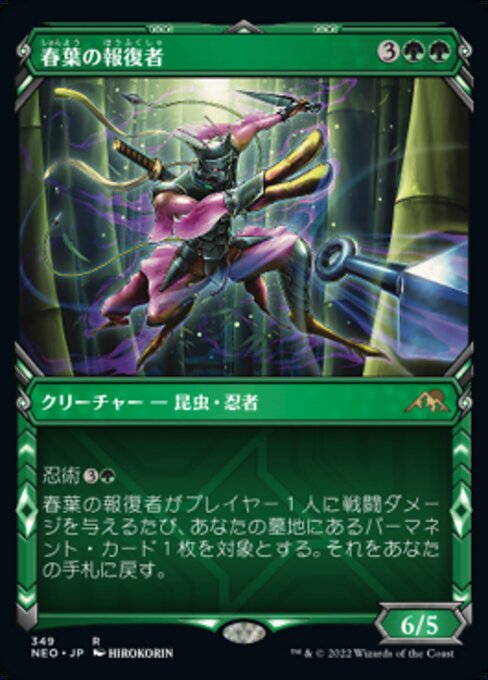 しゅんよう ほうふくしゃ
春葉の報復者 3
クリーチャー — 昆虫・忍者
忍術 3
春葉の報復者がプレイヤー1人に戦闘ダメー
ジを与えるたび、あなたの墓地にあるパーマネ
ント・カード1枚を対象とする。それをあなた
の手札に戻す。
6/5
349 R
NEO・JP HIROKORIN
™ & © 2022 Wizards of the Coast